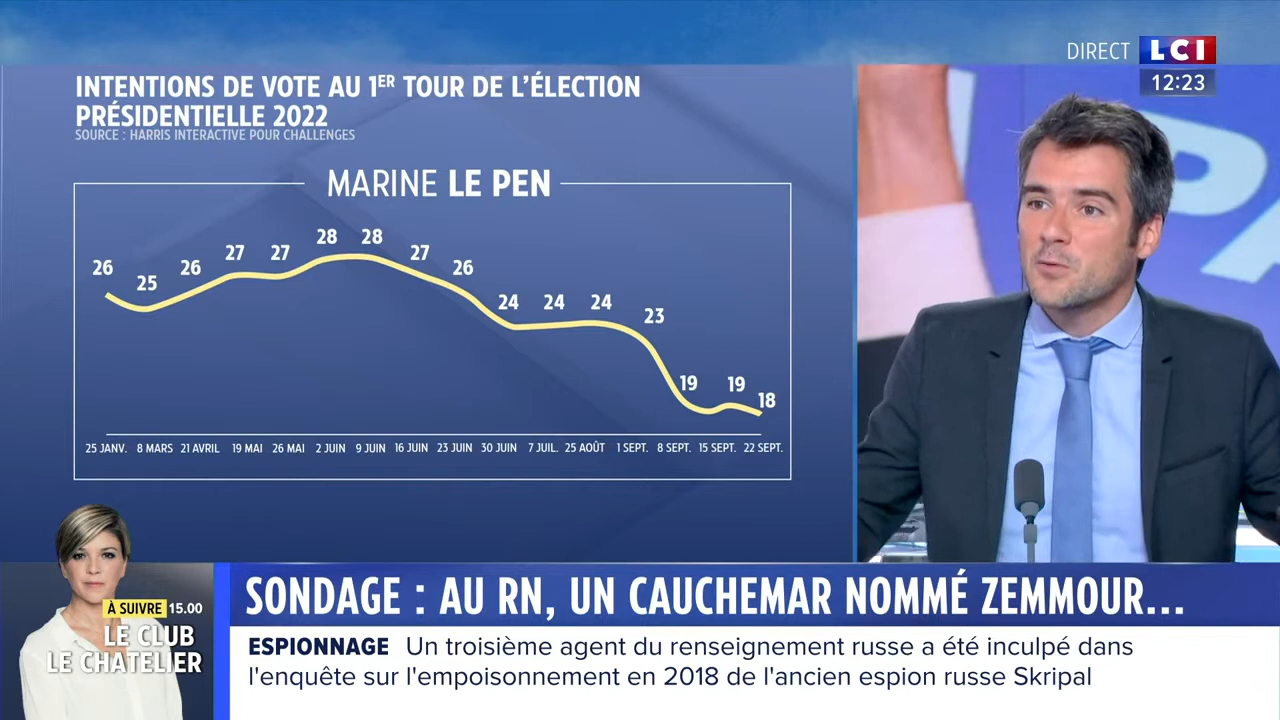 DIRECT LCI
12:23
INTENTIONS DE VOTE AU 1ER TOUR DE L'ÉLECTION
PRÉSIDENTIELLE 2022
SOURCE : HARRIS INTERACTIVE POUR CHALLENGES
MARINE LE PEN
26 25 26 27 27 28 28 27 26 24 24 24 23 19 19 18
25 JANV. 8 MARS 21 AVRIL 19 MAI 26 MAI 2 JUIN 9 JUIN 16 JUIN 23 JUIN 30 JUIN 7 JUIL. 25 AOÛT 1 SEPT. 8 SEPT. 15 SEPT. 22 SEPT.
PA
À SUIVRE 15.00
LE CLUB
LE CHATELIER
SONDAGE : AU RN, UN CAUCHEMAR NOMMÉ ZEMMOUR...
ESPIONNAGE Un troisième agent du renseignement russe a été inculpé dans
l'enquête sur l'empoisonnement en 2018 de l'ancien espion russe Skripal